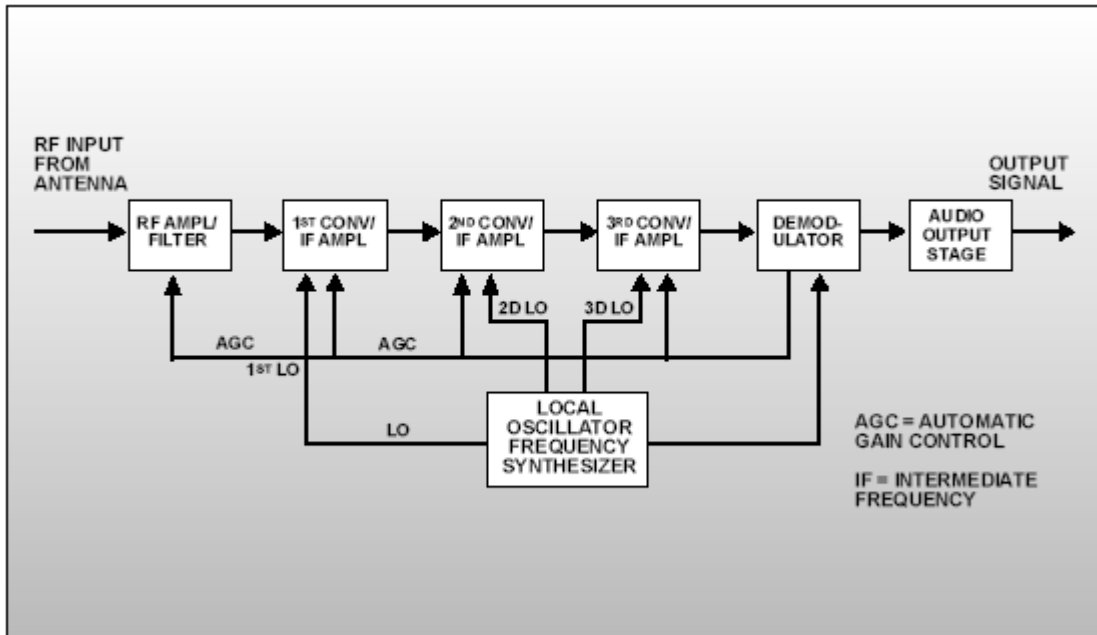 RF INPUT
FROM
ANTENNA
OUTPUT
SIGNAL
RF AMPL/
FILTER
1ST CONV/
IF AMPL
2ND CONV/
IF AMPL
3RD CONV/
IF AMPL
DEMOD-
ULATOR
AUDIO
OUTPUT
STAGE
2D LO
3D LO
AGC
AGC
1ST LO
LO
LOCAL
OSCILLATOR
FREQUENCY
SYNTHESIZER
AGC = AUTOMATIC
GAIN CONTROL
IF = INTERMEDIATE
FREQUENCY